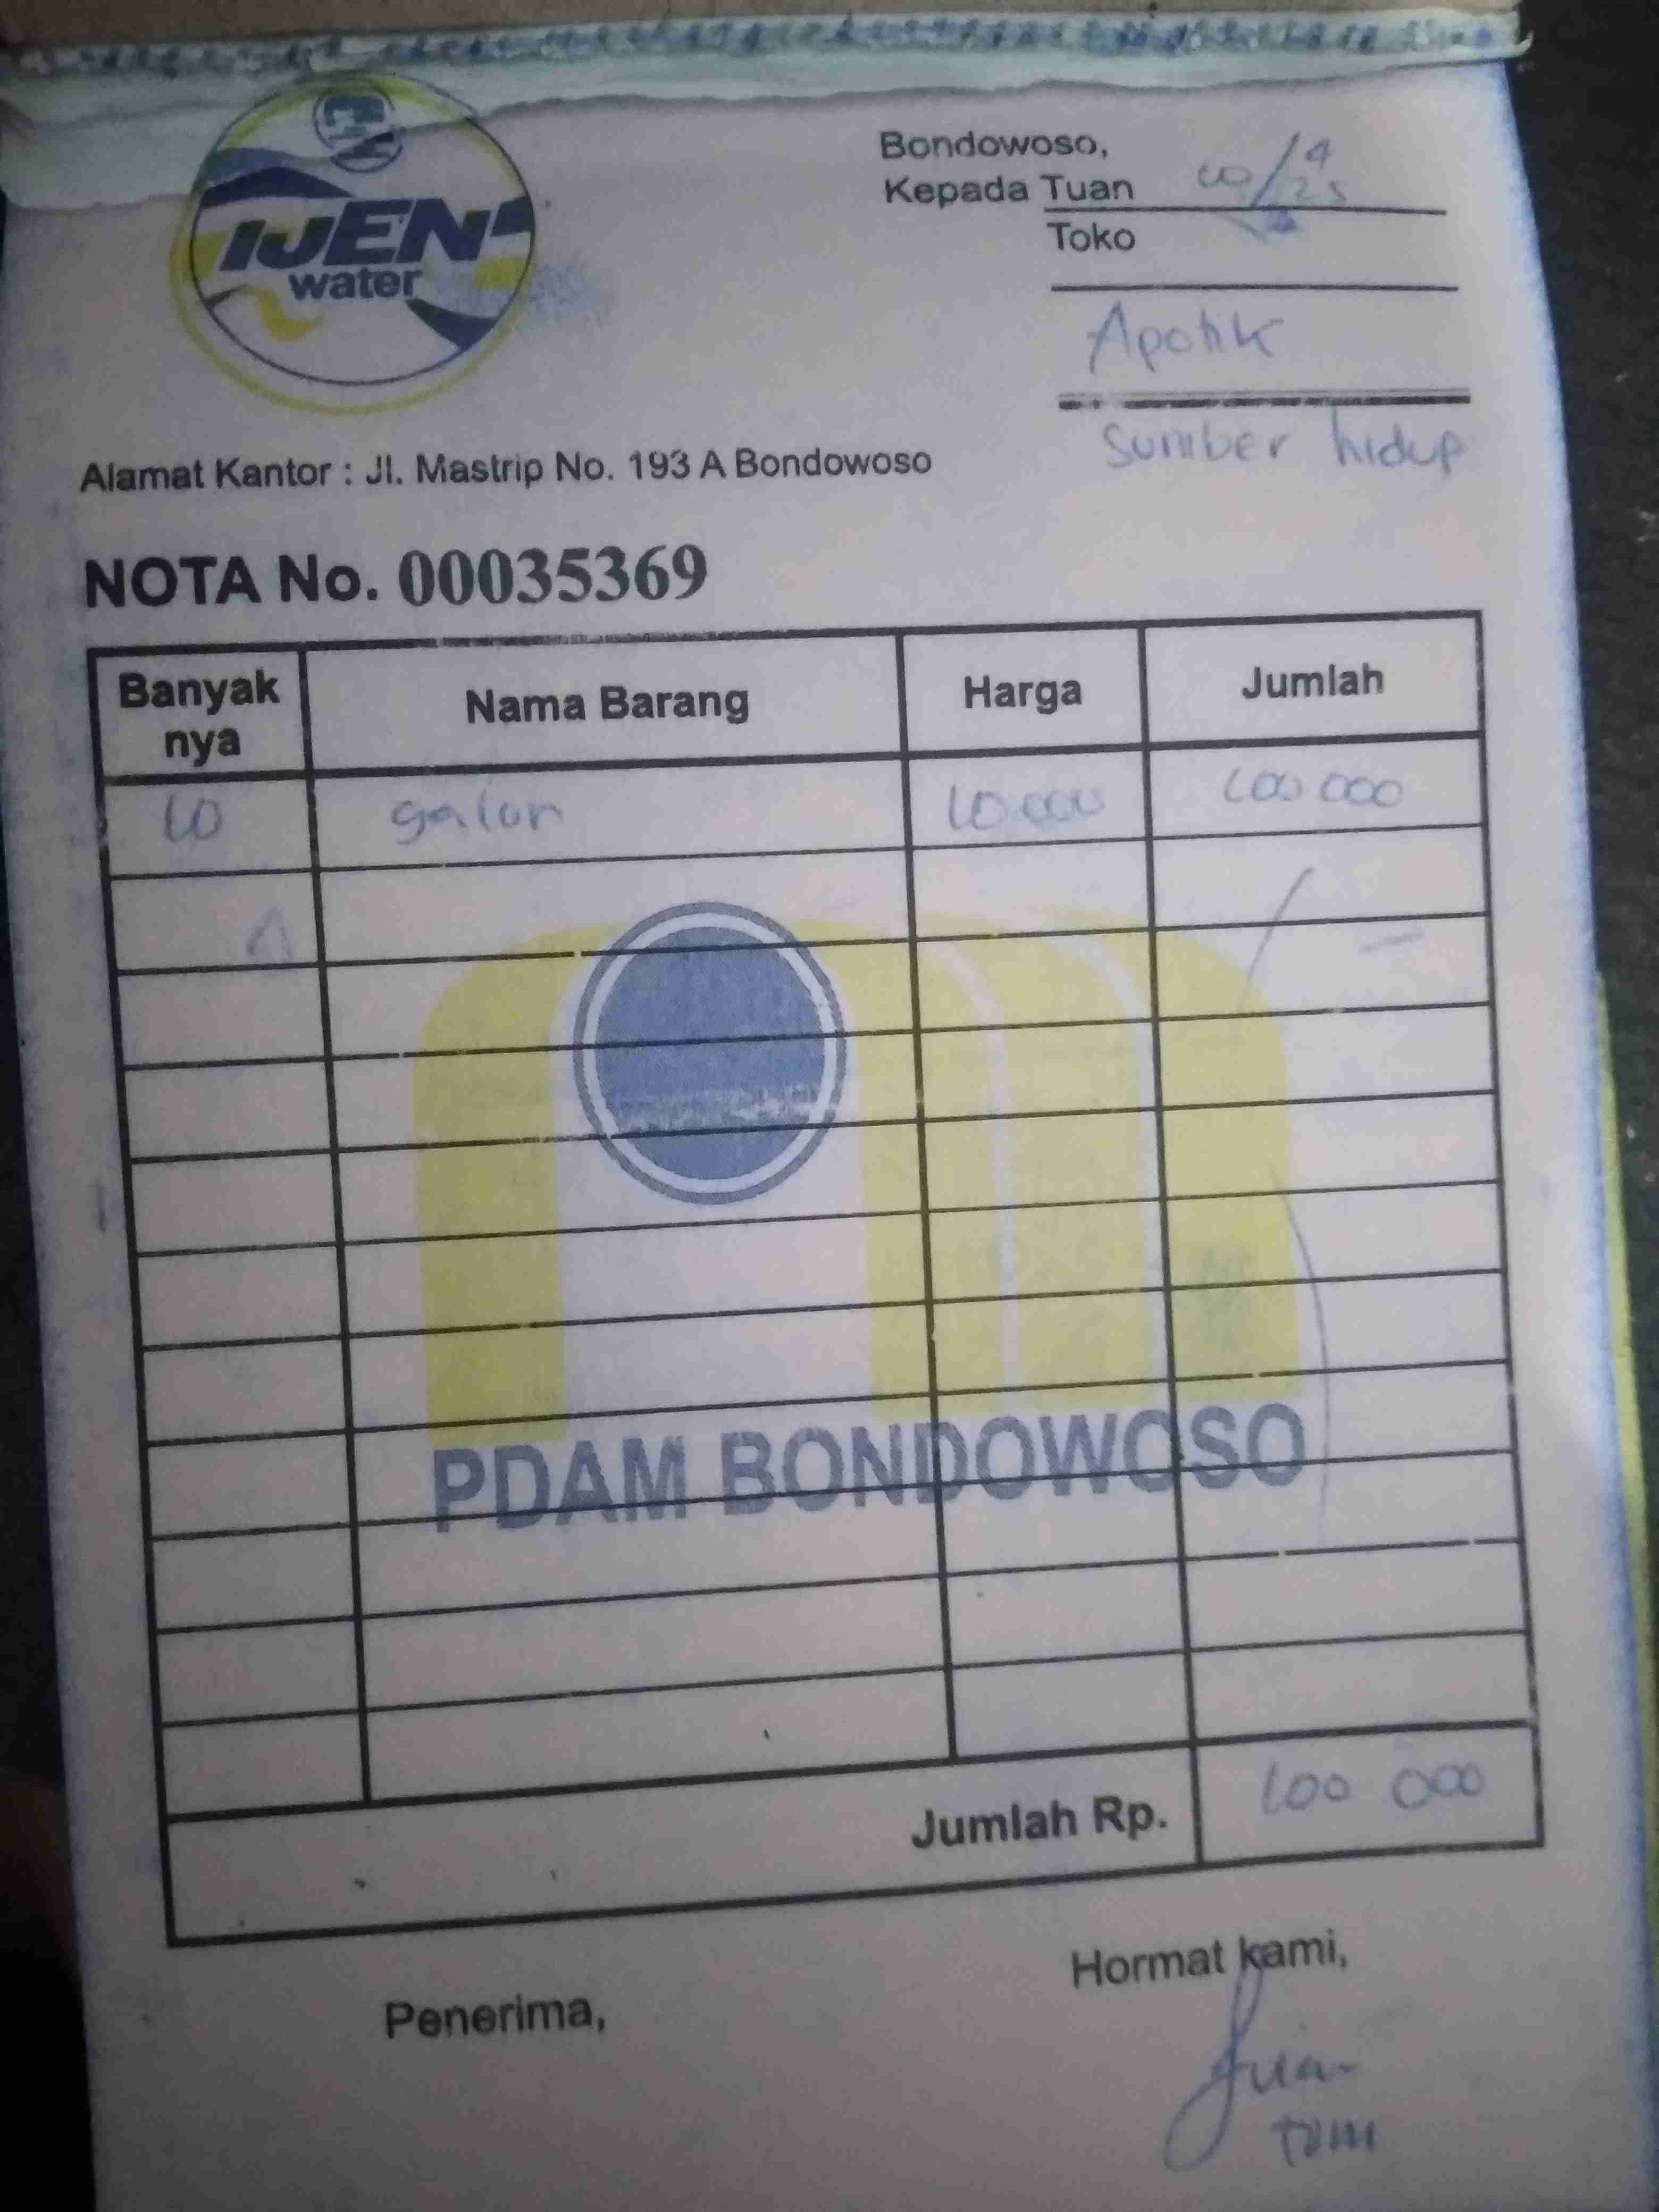 IJEN
water
Bondowoso,
10/4
Kepada Tuan
25
Toko
Apotik
Sumber hidup
Alamat Kantor : Jl. Mastrip No. 193 A Bondowoso
NOTA No. 00035369
Banyak nya Nama Barang Harga Jumlah
10 galon 10.000 100 000
PDAM BONDOWOSO
Jumlah Rp. 100 000
Penerima, Hormat kami,